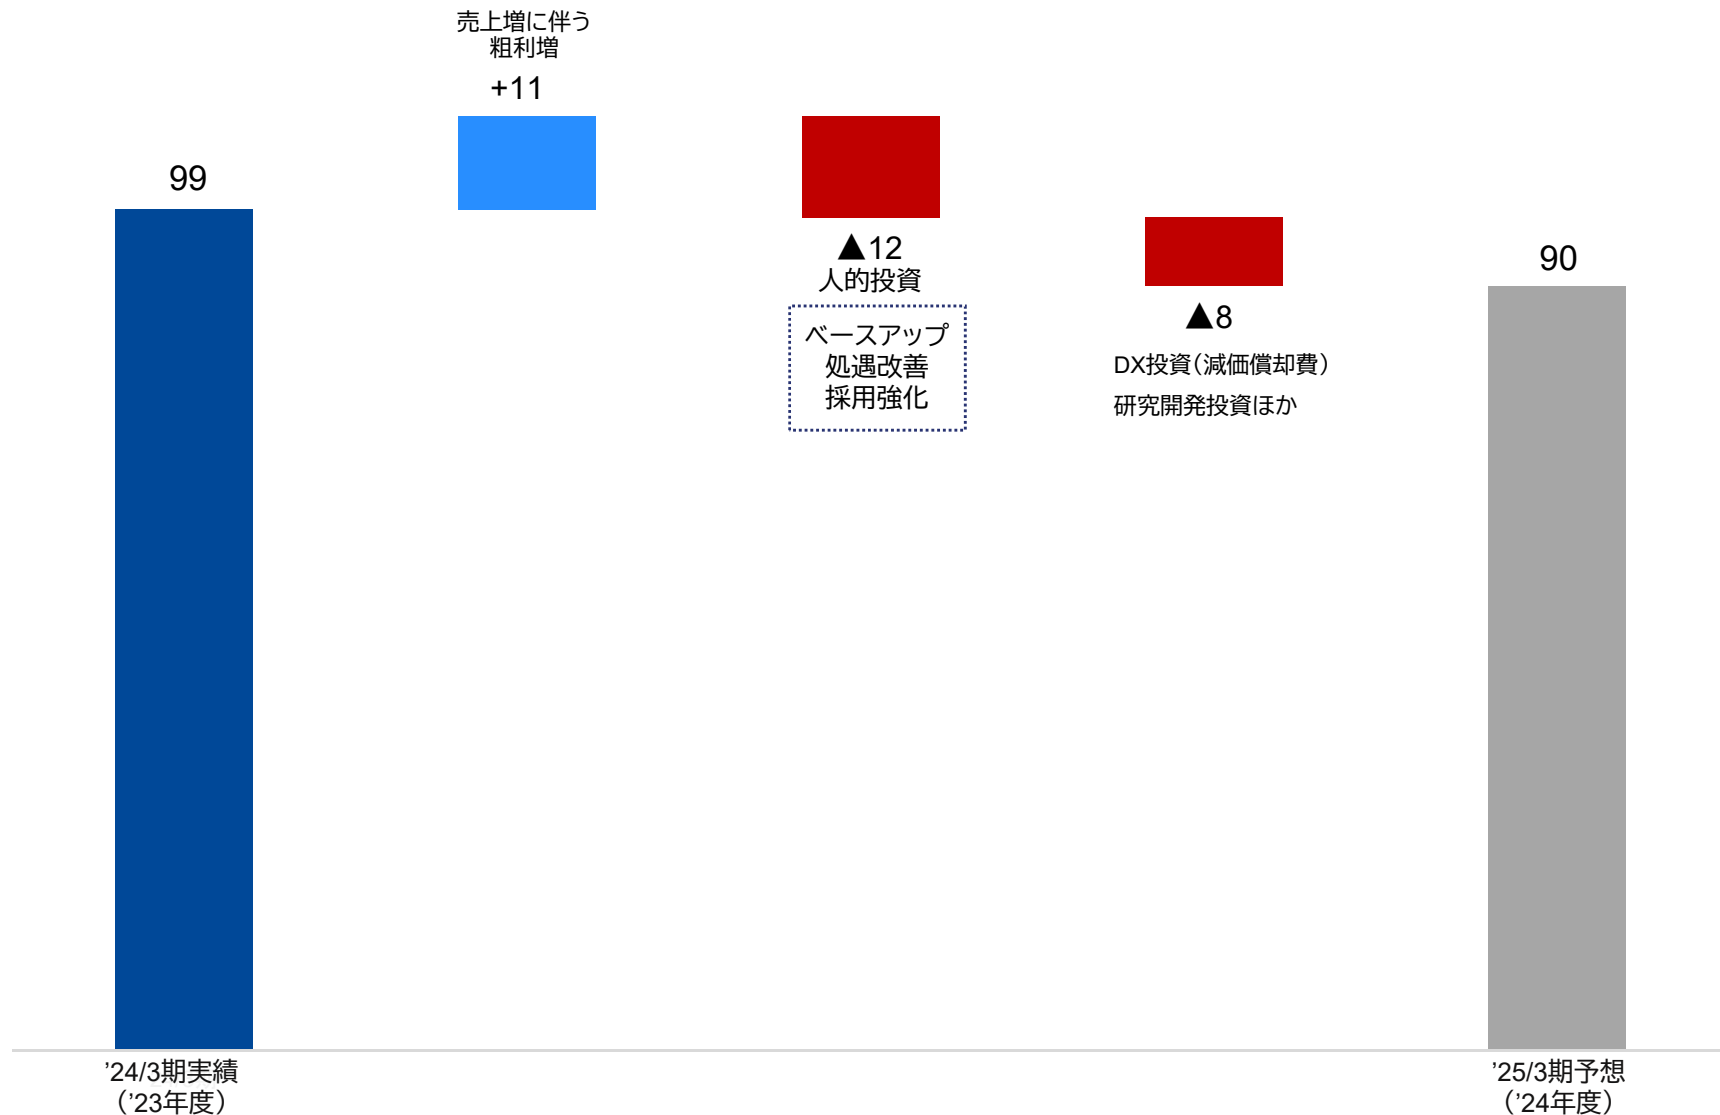 売上増に伴う
粗利増
+11
99
▲12
人的投資
ベースアップ
処遇改善
採用強化
▲8
DX投資(減価償却費)
研究開発投資ほか
90
’24/3期実績
(’23年度)
’25/3期予想
(’24年度)